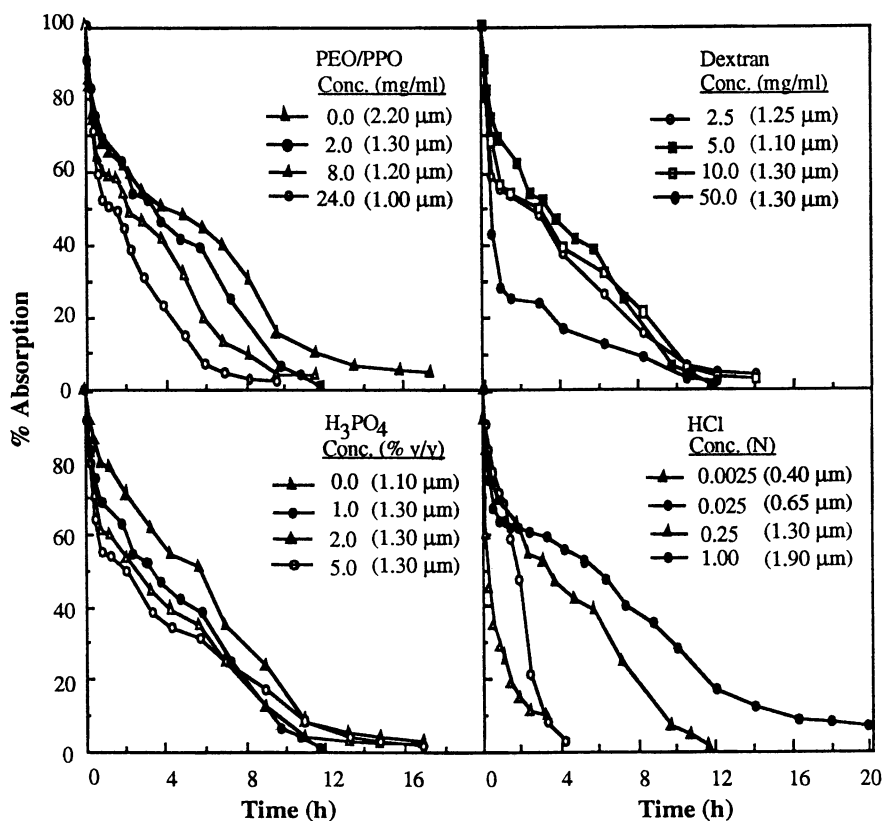 % Absorption
100
80
60
40
20
0
PEO/PPO
Conc. (mg/ml)
0.0 (2.20 µm)
2.0 (1.30 µm)
8.0 (1.20 µm)
24.0 (1.00 µm)
Dextran
Conc. (mg/ml)
2.5 (1.25 µm)
5.0 (1.10 µm)
10.0 (1.30 µm)
50.0 (1.30 µm)
80
60
40
20
0
H₃PO₄
Conc. (% v/v)
0.0 (1.10 µm)
1.0 (1.30 µm)
2.0 (1.30 µm)
5.0 (1.30 µm)
HCl
Conc. (N)
0.0025 (0.40 µm)
0.025 (0.65 µm)
0.25 (1.30 µm)
1.00 (1.90 µm)
0 4 8 12 16
0 4 8 12 16 20
Time (h)
Time (h)